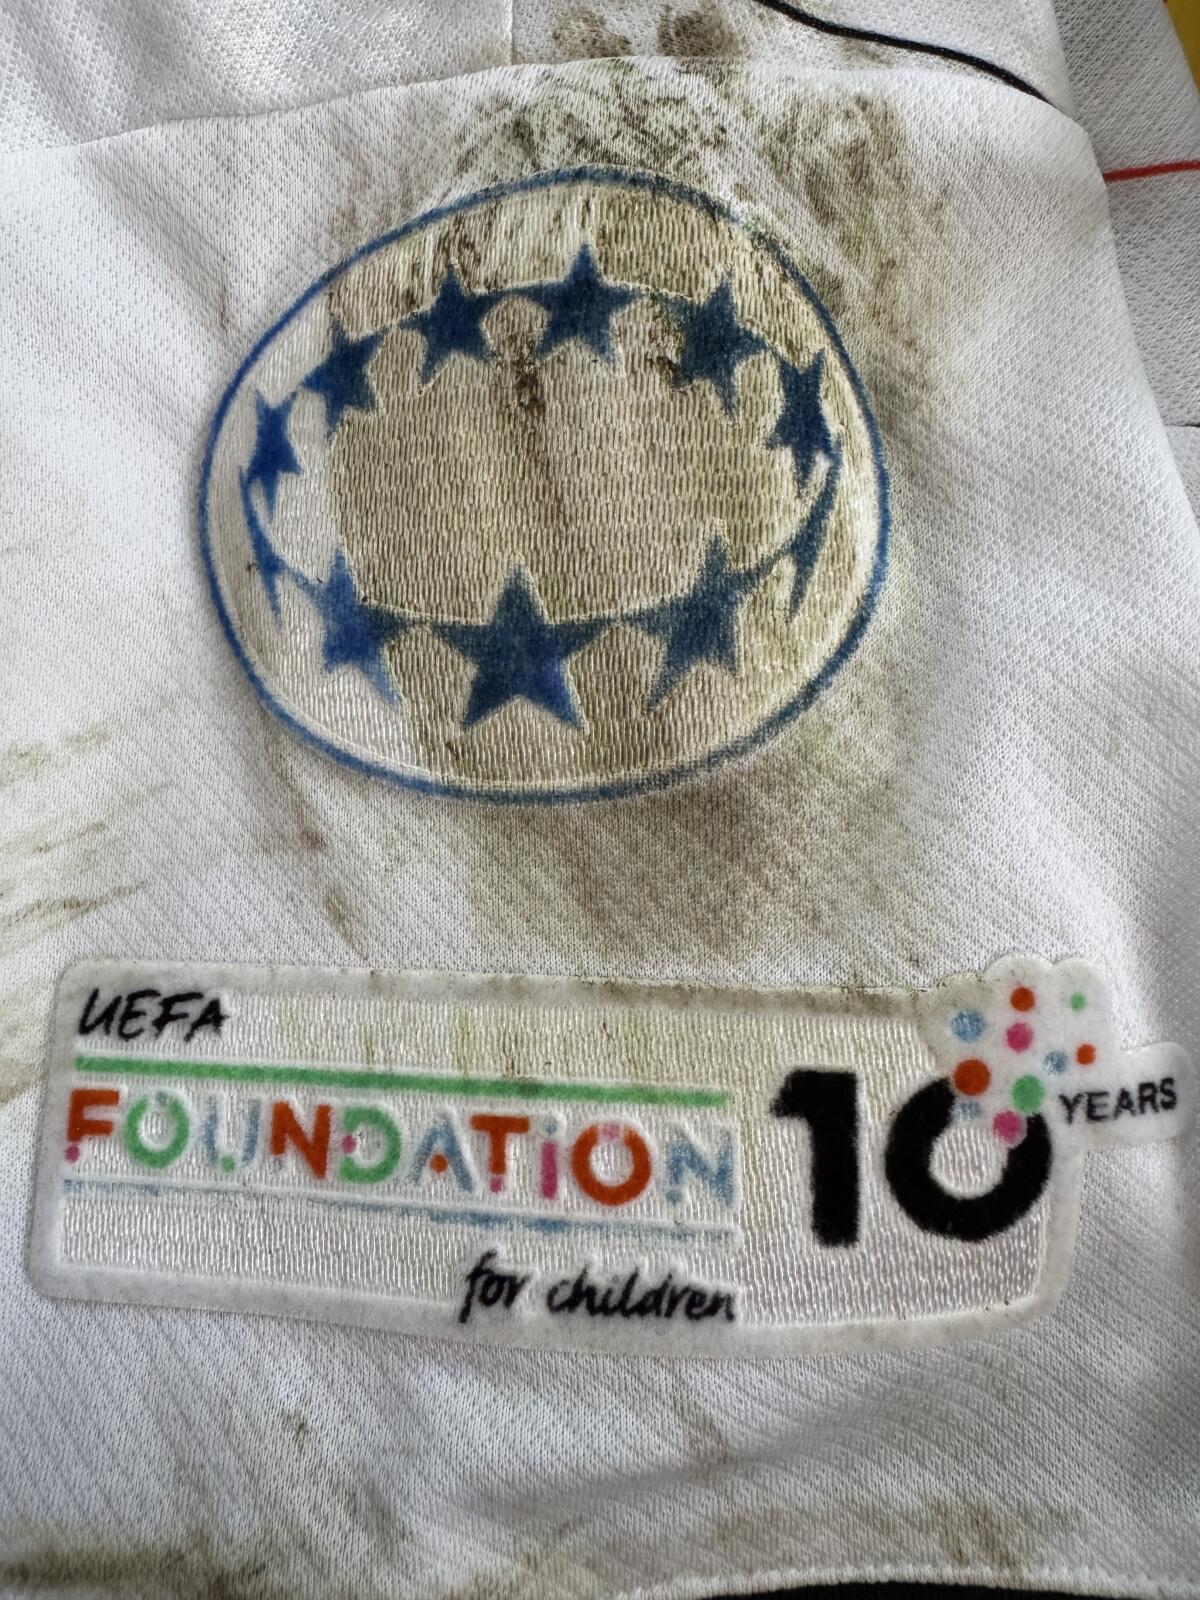 UEFA
FOUNDATION
for children
10 YEARS